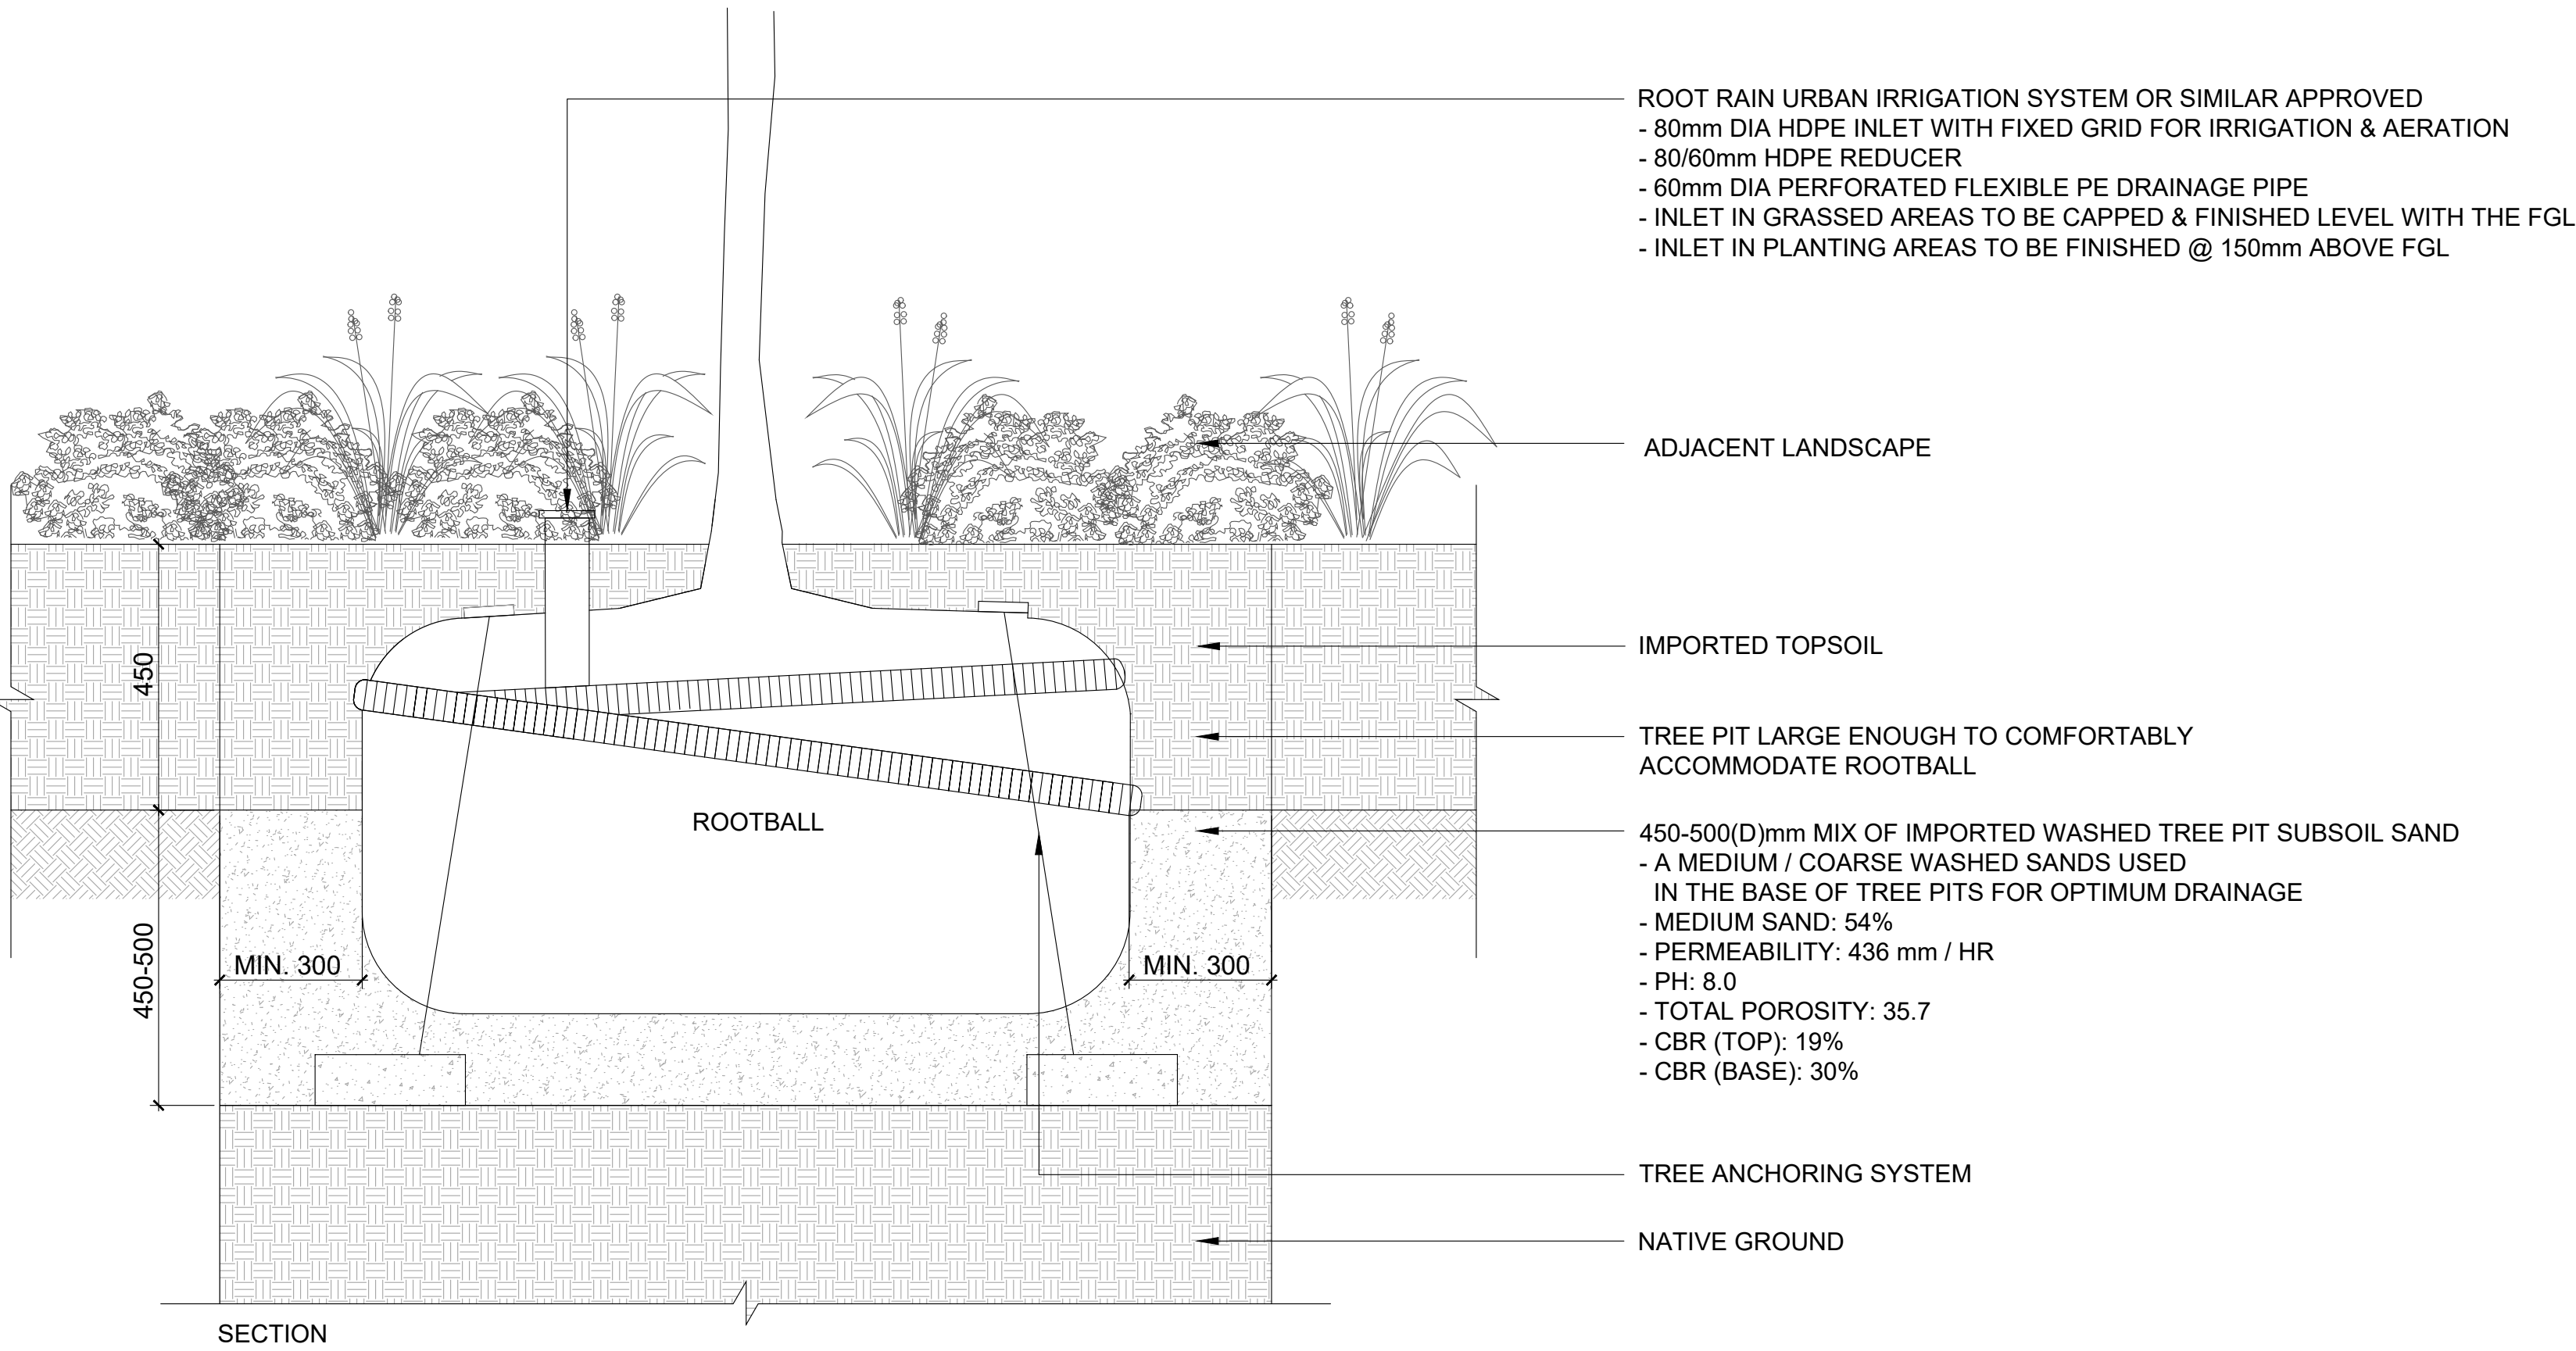 ROOT RAIN URBAN IRRIGATION SYSTEM OR SIMILAR APPROVED
- 80mm DIA HDPE INLET WITH FIXED GRID FOR IRRIGATION & AERATION
- 80/60mm HDPE REDUCER
- 60mm DIA PERFORATED FLEXIBLE PE DRAINAGE PIPE
- INLET IN GRASSED AREAS TO BE CAPPED & FINISHED LEVEL WITH THE FGL
- INLET IN PLANTING AREAS TO BE FINISHED @ 150mm ABOVE FGL
ADJACENT LANDSCAPE
IMPORTED TOPSOIL
450
TREE PIT LARGE ENOUGH TO COMFORTABLY
ACCOMMODATE ROOTBALL
ROOTBALL
450-500(D)mm MIX OF IMPORTED WASHED TREE PIT SUBSOIL SAND
- A MEDIUM / COARSE WASHED SANDS USED
IN THE BASE OF TREE PITS FOR OPTIMUM DRAINAGE
- MEDIUM SAND: 54%
- PERMEABILITY: 436 mm / HR
- PH: 8.0
- TOTAL POROSITY: 35.7
- CBR (TOP): 19%
- CBR (BASE): 30%
450-500
MIN. 300
MIN. 300
TREE ANCHORING SYSTEM
NATIVE GROUND
SECTION